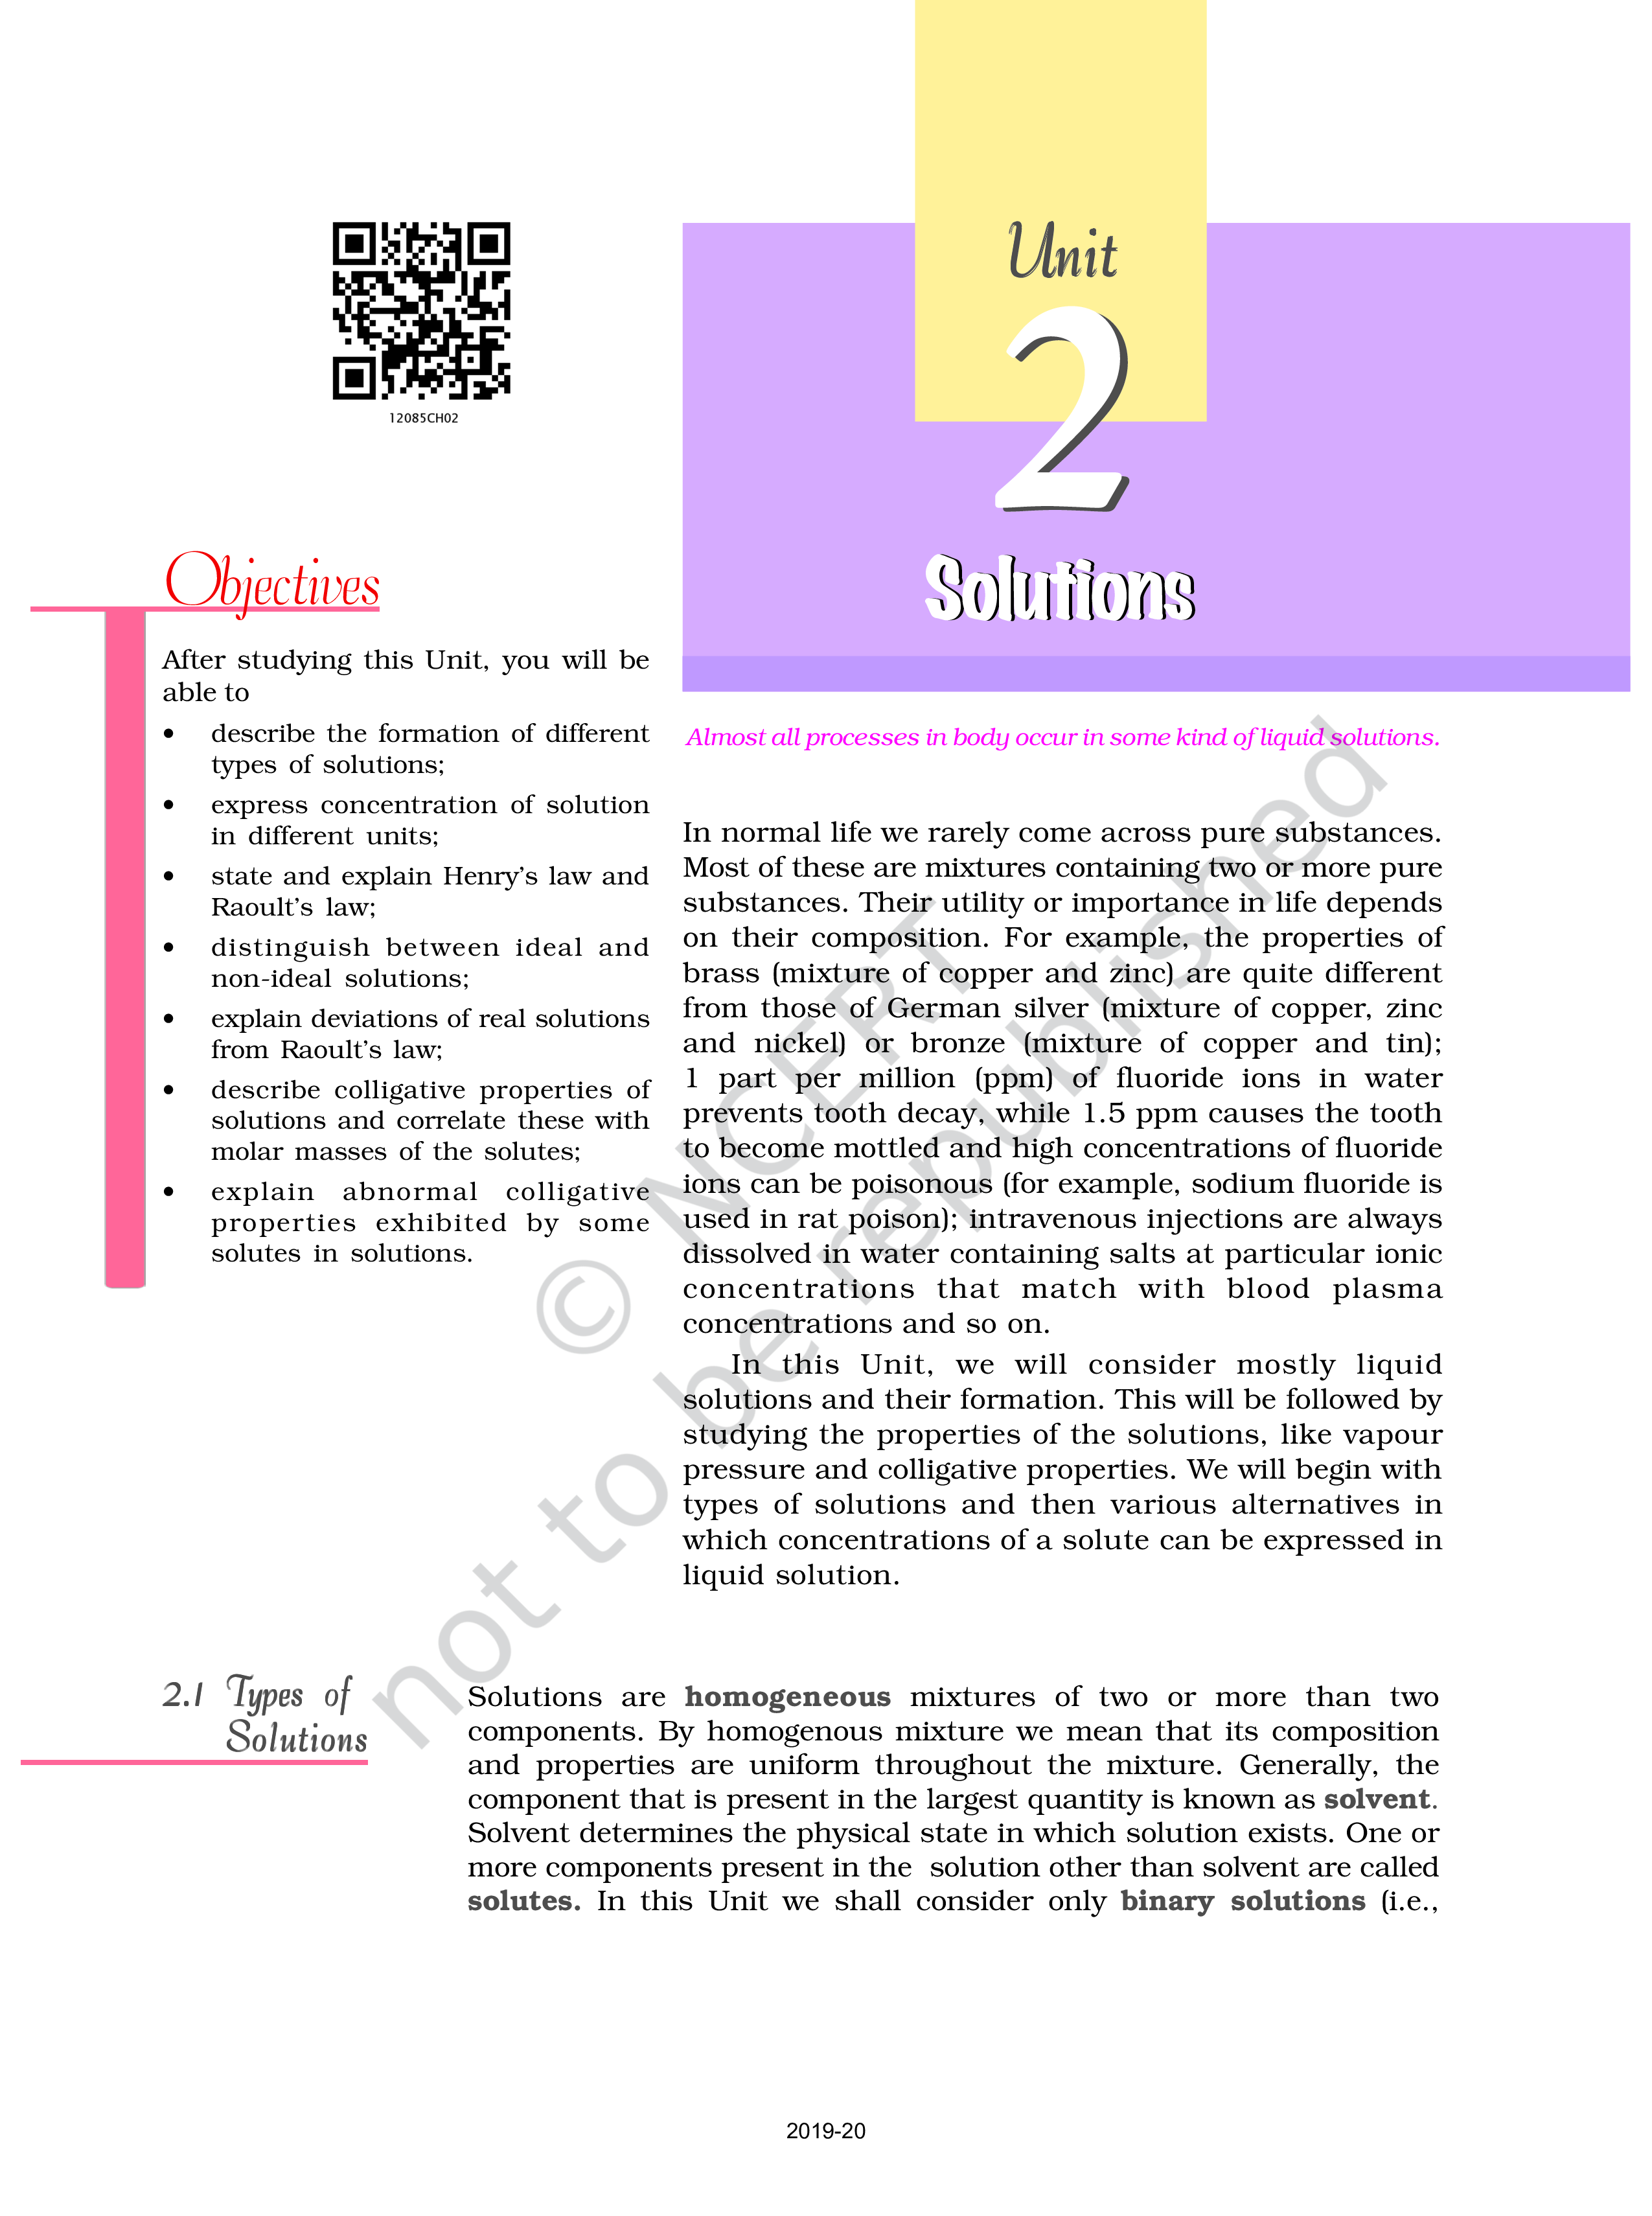 Unit
2
Solutions
12085CH02
Objectives
After studying this Unit, you will be
able to
• describe the formation of different
types of solutions;
• express concentration of solution
in different units;
• state and explain Henry's law and
Raoult's law;
• distinguish between ideal and
non-ideal solutions;
• explain deviations of real solutions
from Raoult's law;
• describe colligative properties of
solutions and correlate these with
molar masses of the solutes;
• explain abnormal colligative
properties exhibited by some
solutes in solutions.
Almost all processes in body occur in some kind of liquid solutions.
In normal life we rarely come across pure substances.
Most of these are mixtures containing two or more pure
substances. Their utility or importance in life depends
on their composition. For example, the properties of
brass (mixture of copper and zinc) are quite different
from those of German silver (mixture of copper, zinc
and nickel) or bronze (mixture of copper and tin);
1 part per million (ppm) of fluoride ions in water
prevents tooth decay, while 1.5 ppm causes the tooth
to become mottled and high concentrations of fluoride
ions can be poisonous (for example, sodium fluoride is
used in rat poison); intravenous injections are always
dissolved in water containing salts at particular ionic
concentrations that match with blood plasma
concentrations and so on.
In this Unit, we will consider mostly liquid
solutions and their formation. This will be followed by
studying the properties of the solutions, like vapour
pressure and colligative properties. We will begin with
types of solutions and then various alternatives in
which concentrations of a solute can be expressed in
liquid solution.
2.1 Types of
Solutions
Solutions are homogeneous mixtures of two or more than two
components. By homogenous mixture we mean that its composition
and properties are uniform throughout the mixture. Generally, the
component that is present in the largest quantity is known as solvent.
Solvent determines the physical state in which solution exists. One or
more components present in the solution other than solvent are called
solutes. In this Unit we shall consider only binary solutions (i.e.,
© NCERT
not to be republished
2019-20